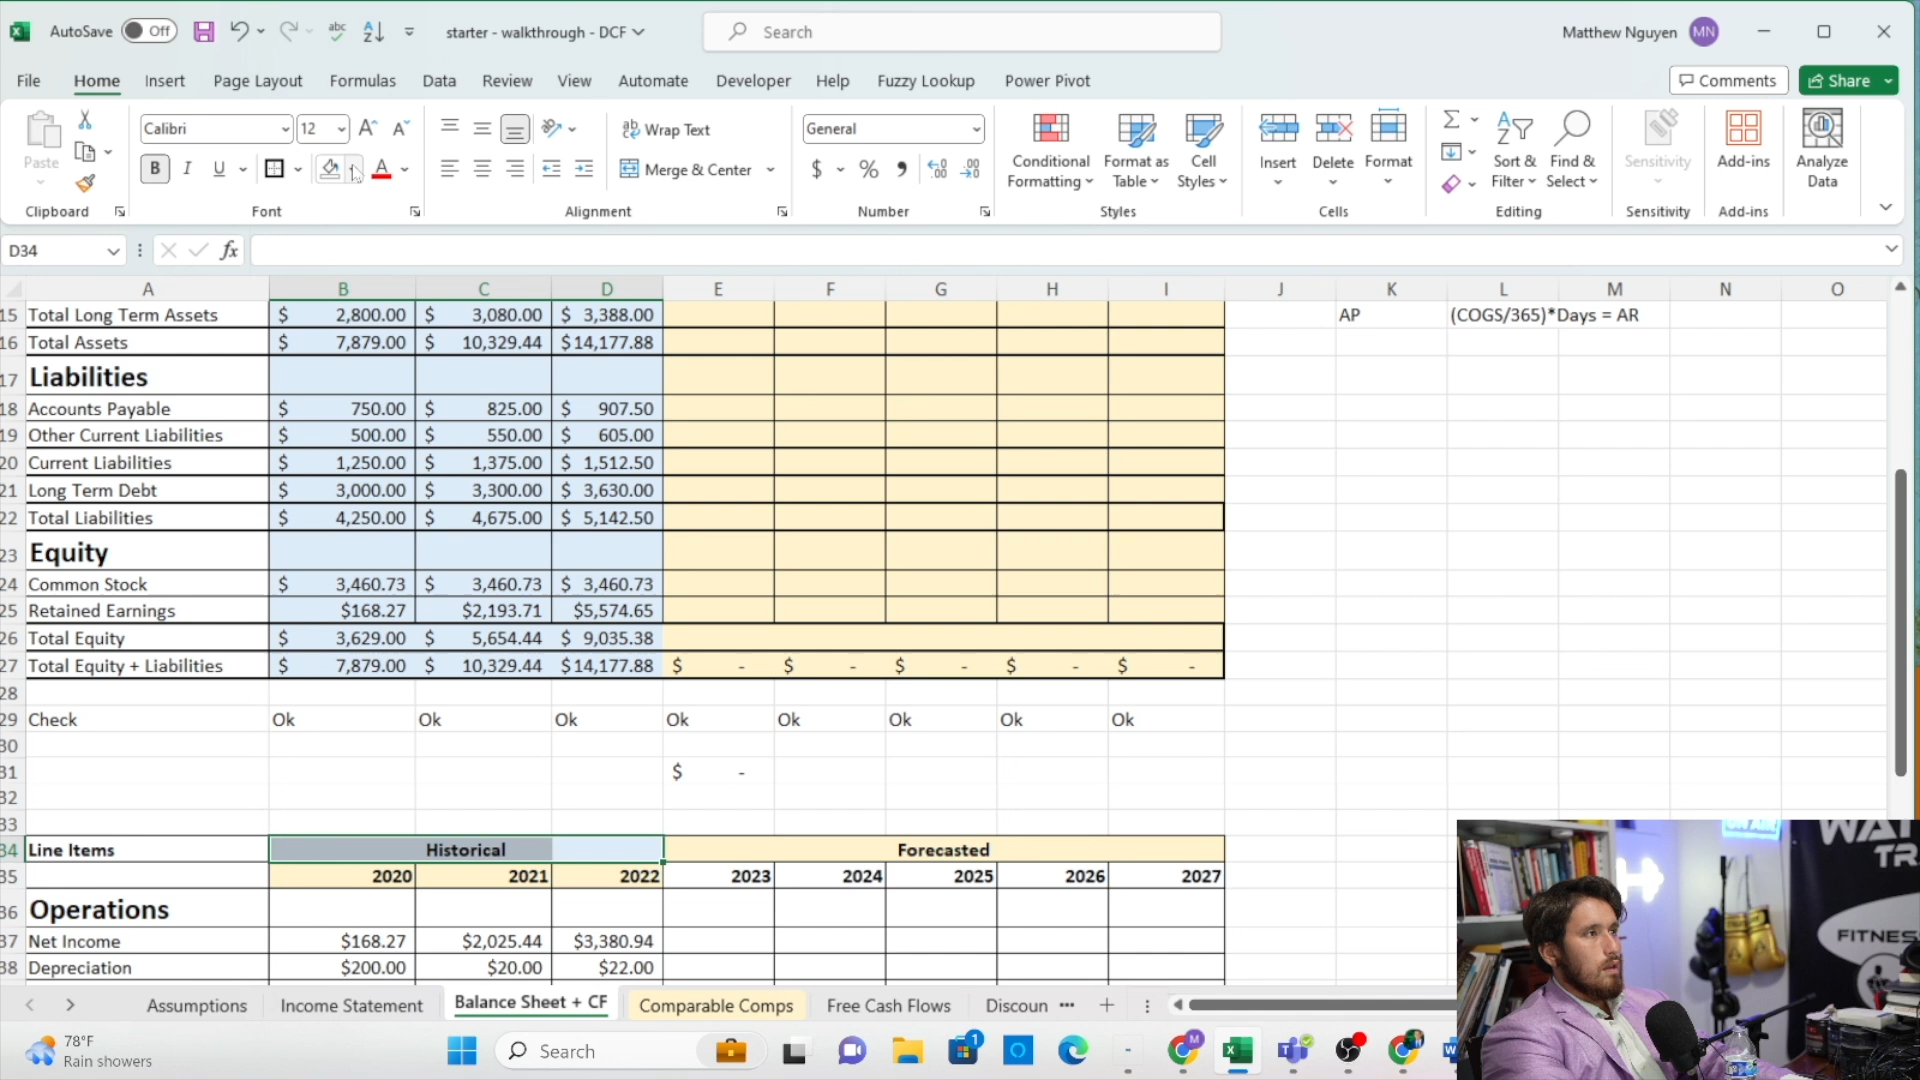 AutoSave Off abc starter - walkthrough - DCF Search Matthew Nguyen MN
File Home Insert Page Layout Formulas Data Review View Automate Developer Help Fuzzy Lookup Power Pivot Comments Share
Paste Calibri 12 Wrap Text General Conditional Formatting Format as Table Cell Styles Insert Delete Format Sort & Filter Find & Select Sensitivity Add-ins Analyze Data
B I U A Merge & Center $ % ,
Clipboard Font Alignment Number Styles Cells Editing Sensitivity Add-ins
D34 fx
A B C D E F G H I J K L M N O
15 Total Long Term Assets $ 2,800.00 $ 3,080.00 $ 3,388.00 AP (COGS/365)*Days = AR
16 Total Assets $ 7,879.00 $ 10,329.44 $14,177.88
17 Liabilities
18 Accounts Payable $ 750.00 $ 825.00 $ 907.50
19 Other Current Liabilities $ 500.00 $ 550.00 $ 605.00
20 Current Liabilities $ 1,250.00 $ 1,375.00 $ 1,512.50
21 Long Term Debt $ 3,000.00 $ 3,300.00 $ 3,630.00
22 Total Liabilities $ 4,250.00 $ 4,675.00 $ 5,142.50
23 Equity
24 Common Stock $ 3,460.73 $ 3,460.73 $ 3,460.73
25 Retained Earnings $168.27 $2,193.71 $5,574.65
26 Total Equity $ 3,629.00 $ 5,654.44 $ 9,035.38
27 Total Equity + Liabilities $ 7,879.00 $ 10,329.44 $14,177.88 $ - $ - $ - $ - $ -
28
29 Check Ok Ok Ok Ok Ok Ok Ok Ok
30
31 $ -
32
33
34 Line Items Historical Forecasted
35 2020 2021 2022 2023 2024 2025 2026 2027
36 Operations
37 Net Income $168.27 $2,025.44 $3,380.94
38 Depreciation $200.00 $20.00 $22.00
Assumptions Income Statement Balance Sheet + CF Comparable Comps Free Cash Flows Discoun ...
78°F
Rain showers
Search
ON AIR
TR
FITNES